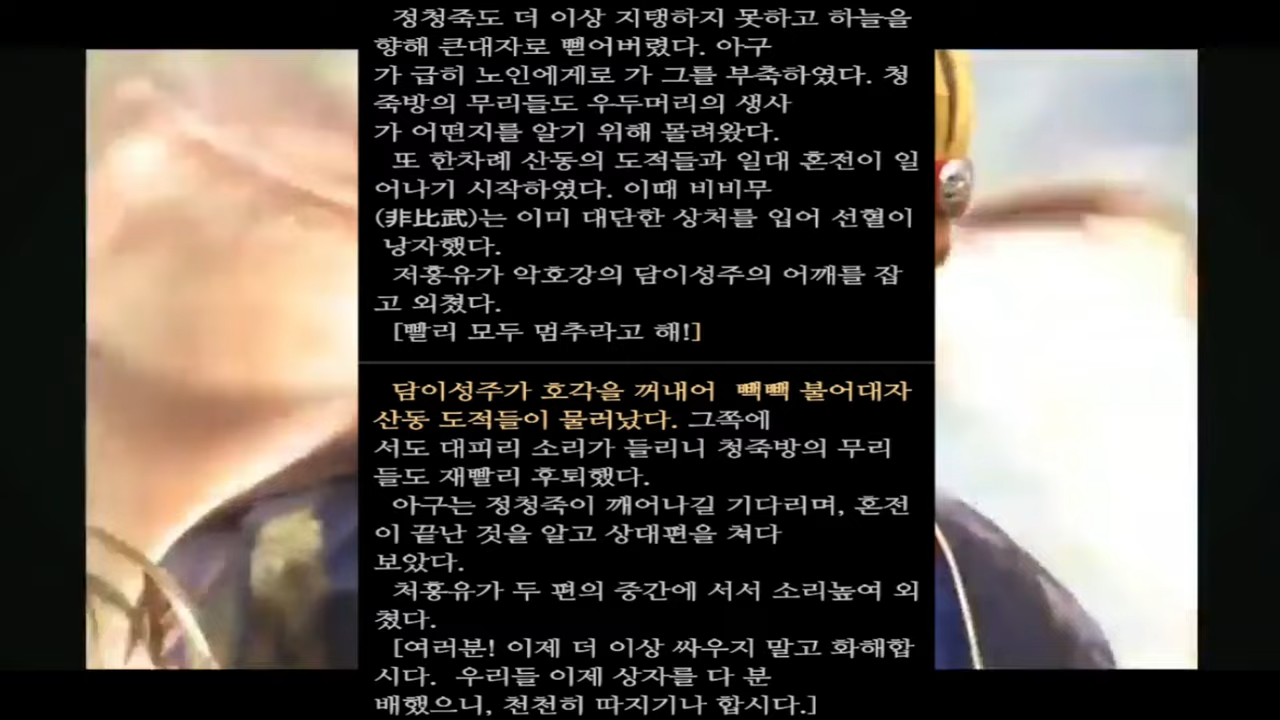 정청죽도 더 이상 지탱하지 못하고 하늘을
향해 큰대자로 뻗어버렸다. 아구
가 급히 노인에게로 가 그를 부축하였다. 청
죽방의 무리들도 우두머리의 생사
가 어떤지를 알기 위해 몰려왔다.
또 한차례 산동의 도적들과 일대 혼전이 일
어나기 시작하였다. 이때 비비무
(非比武)는 이미 대단한 상처를 입어 선혈이
낭자했다.
저홍유가 악호강의 담이성주의 어깨를 잡
고 외쳤다.
[빨리 모두 멈추라고 해!]
담이성주가 호각을 꺼내어 빽빽 불어대자
산동 도적들이 물러났다. 그쪽에
서도 대피리 소리가 들리니 청죽방의 무리
들도 재빨리 후퇴했다.
아구는 정청죽이 깨어나길 기다리며, 혼전
이 끝난 것을 알고 상대편을 쳐다
보았다.
처홍유가 두 편의 중간에 서서 소리높여 외
쳤다.
[여러분! 이제 더 이상 싸우지 말고 화해합
시다. 우리들 이제 상자를 다 분
배했으니, 천천히 따지기나 합시다.]